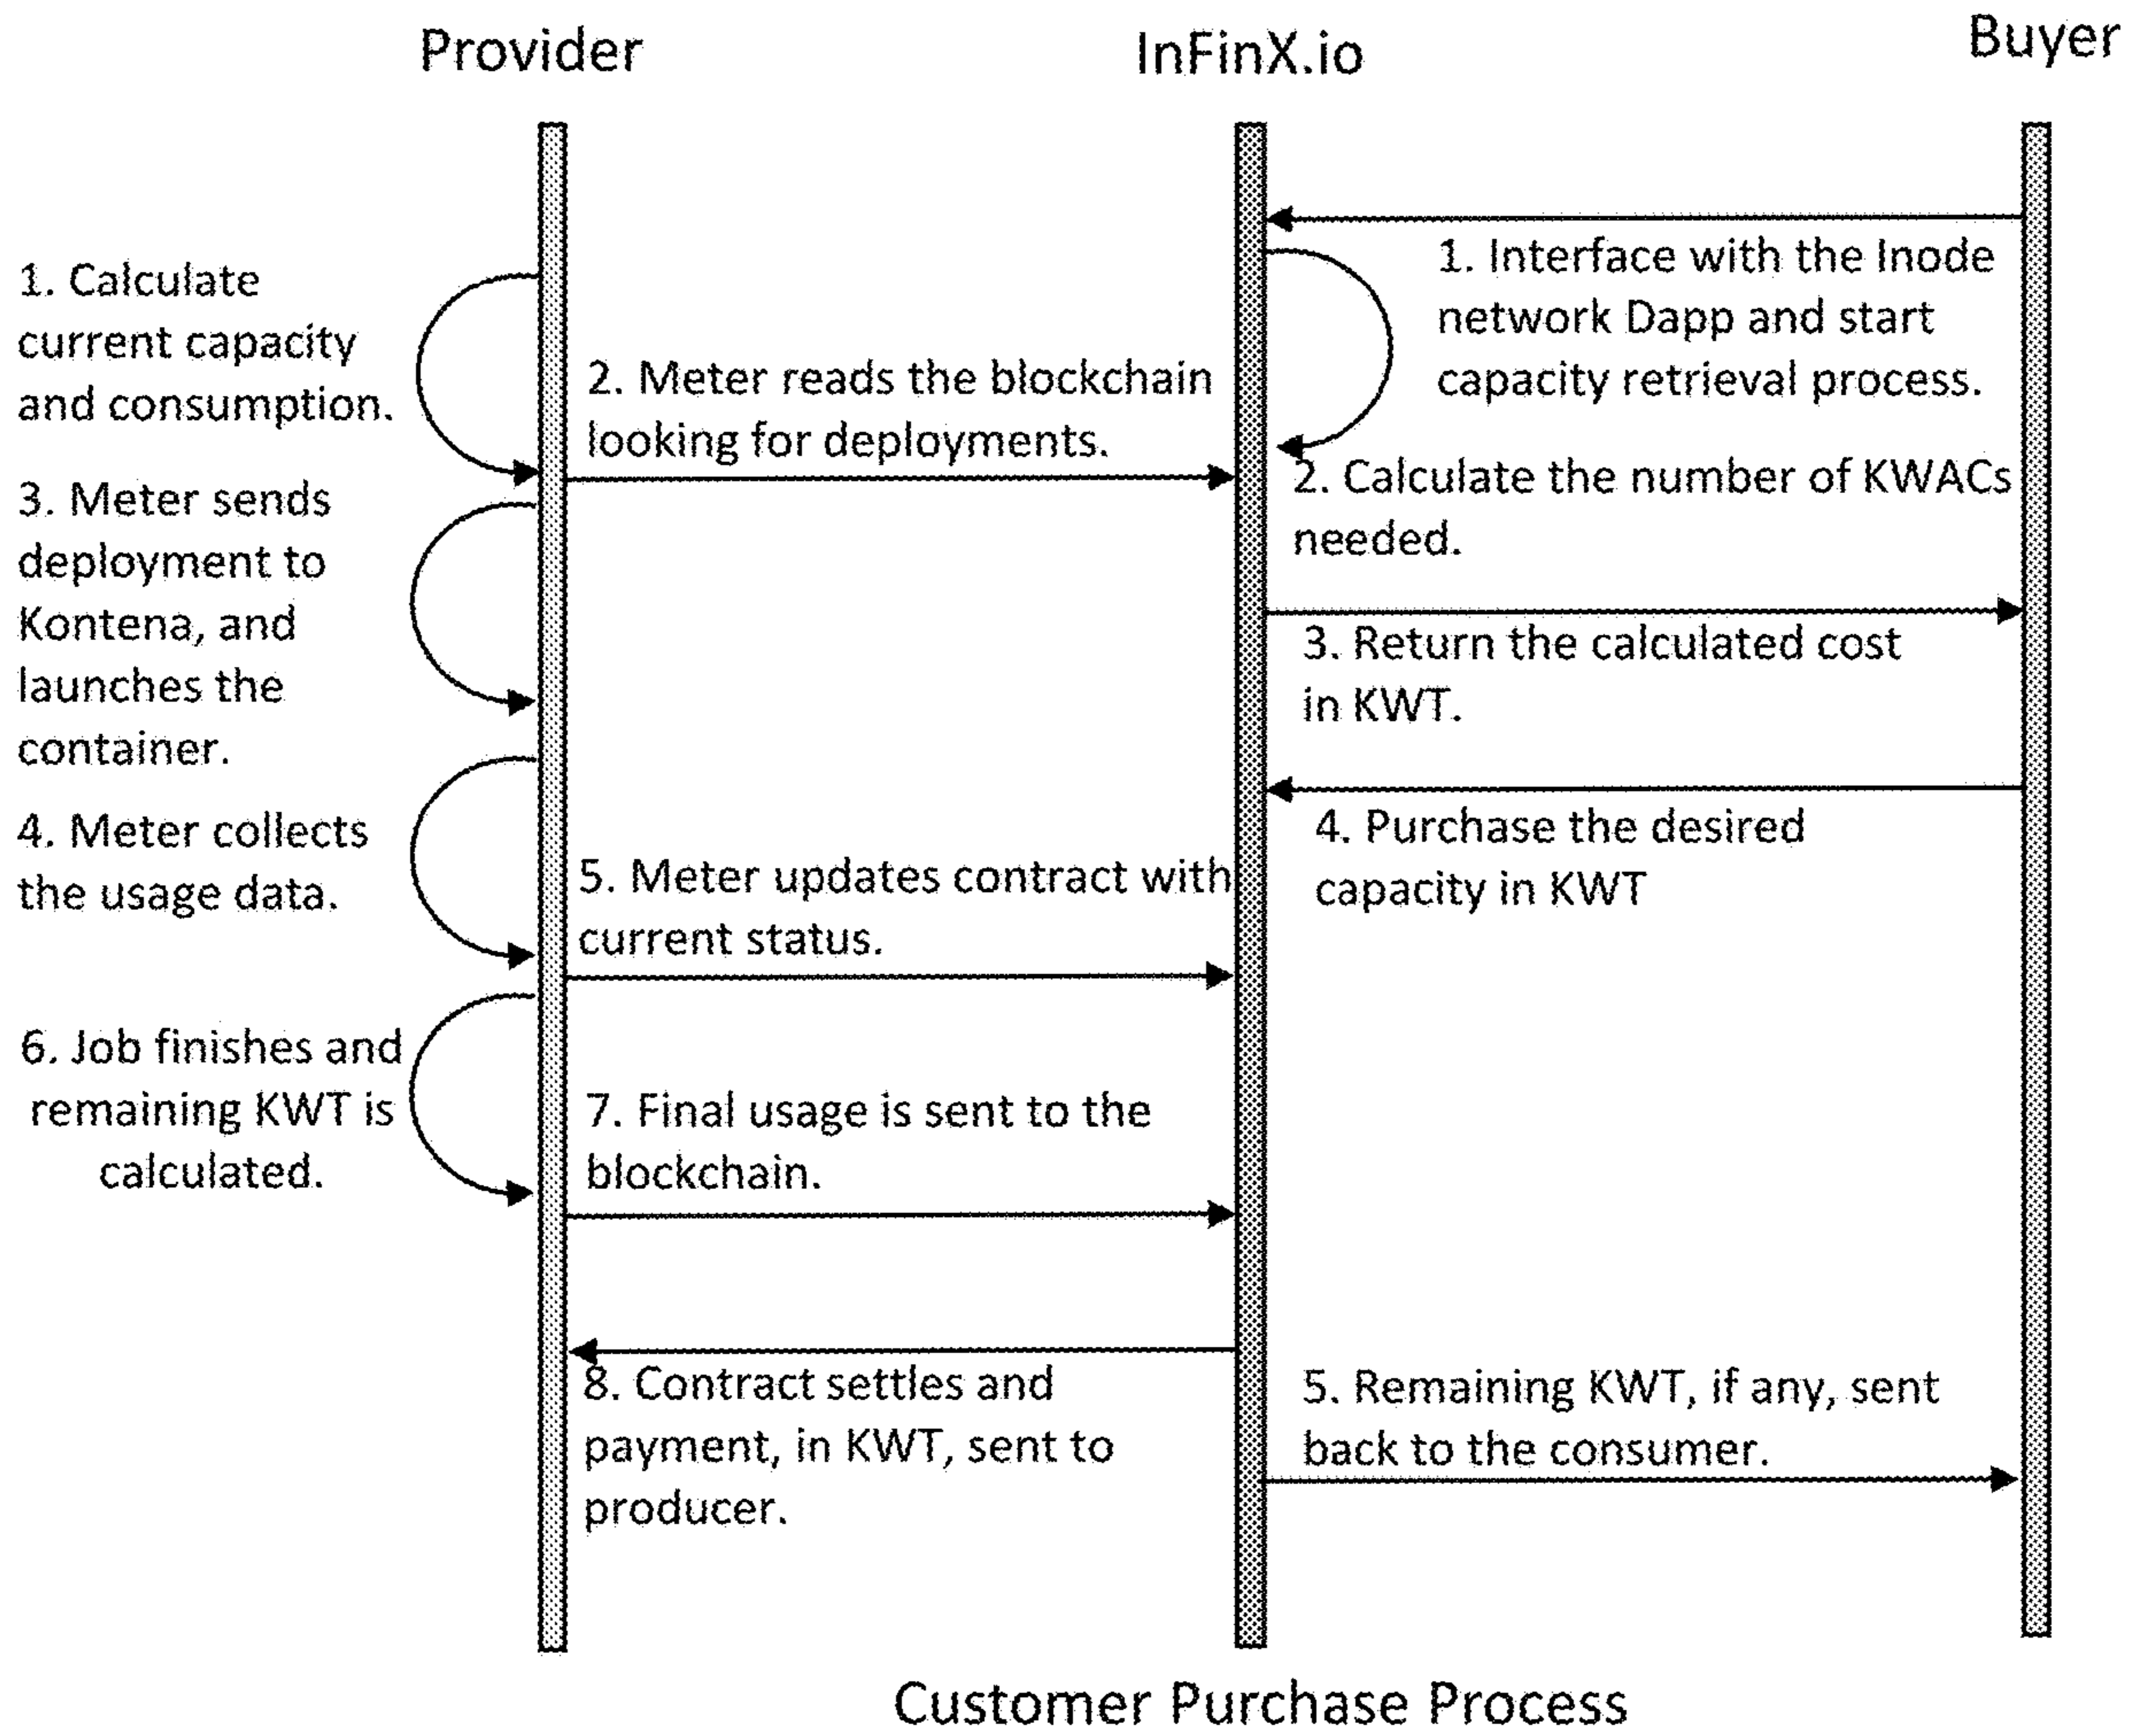 Provider
InFinX.io
Buyer
1. Calculate
current capacity
and consumption.
2. Meter reads the blockchain
looking for deployments.
1. Interface with the Inode
network Dapp and start
capacity retrieval process.
2. Calculate the number of KWACs
needed.
3. Meter sends
deployment to
Kontena, and
launches the
container.
3. Return the calculated cost
in KWT.
4. Meter collects
the usage data.
5. Meter updates contract with
current status.
4. Purchase the desired
capacity in KWT
6. Job finishes and
remaining KWT is
calculated.
7. Final usage is sent to the
blockchain.
8. Contract settles and
payment, in KWT, sent to
producer.
5. Remaining KWT, if any, sent
back to the consumer.
Customer Purchase Process